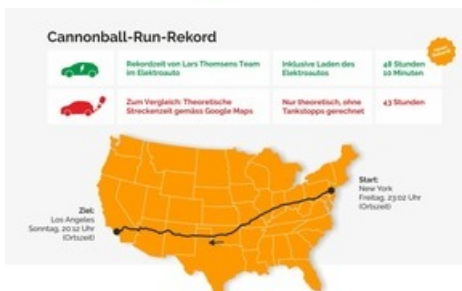 Cannonball-Run-Rekord
Rekordzeit von Lars Thomsens Team
im Elektroauto
Inklusive Laden des
Elektroautos
48 Stunden
10 Minuten
Zum Vergleich: Theoretische
Streckenzeit gemäss Google Maps
Nur theoretisch, ohne
Tankstopps gerechnet
43 Stunden
Start:
New York
Freitag, 23:02 Uhr
(Ortszeit)
Ziel:
Los Angeles
Sonntag, 20:12 Uhr
(Ortszeit)